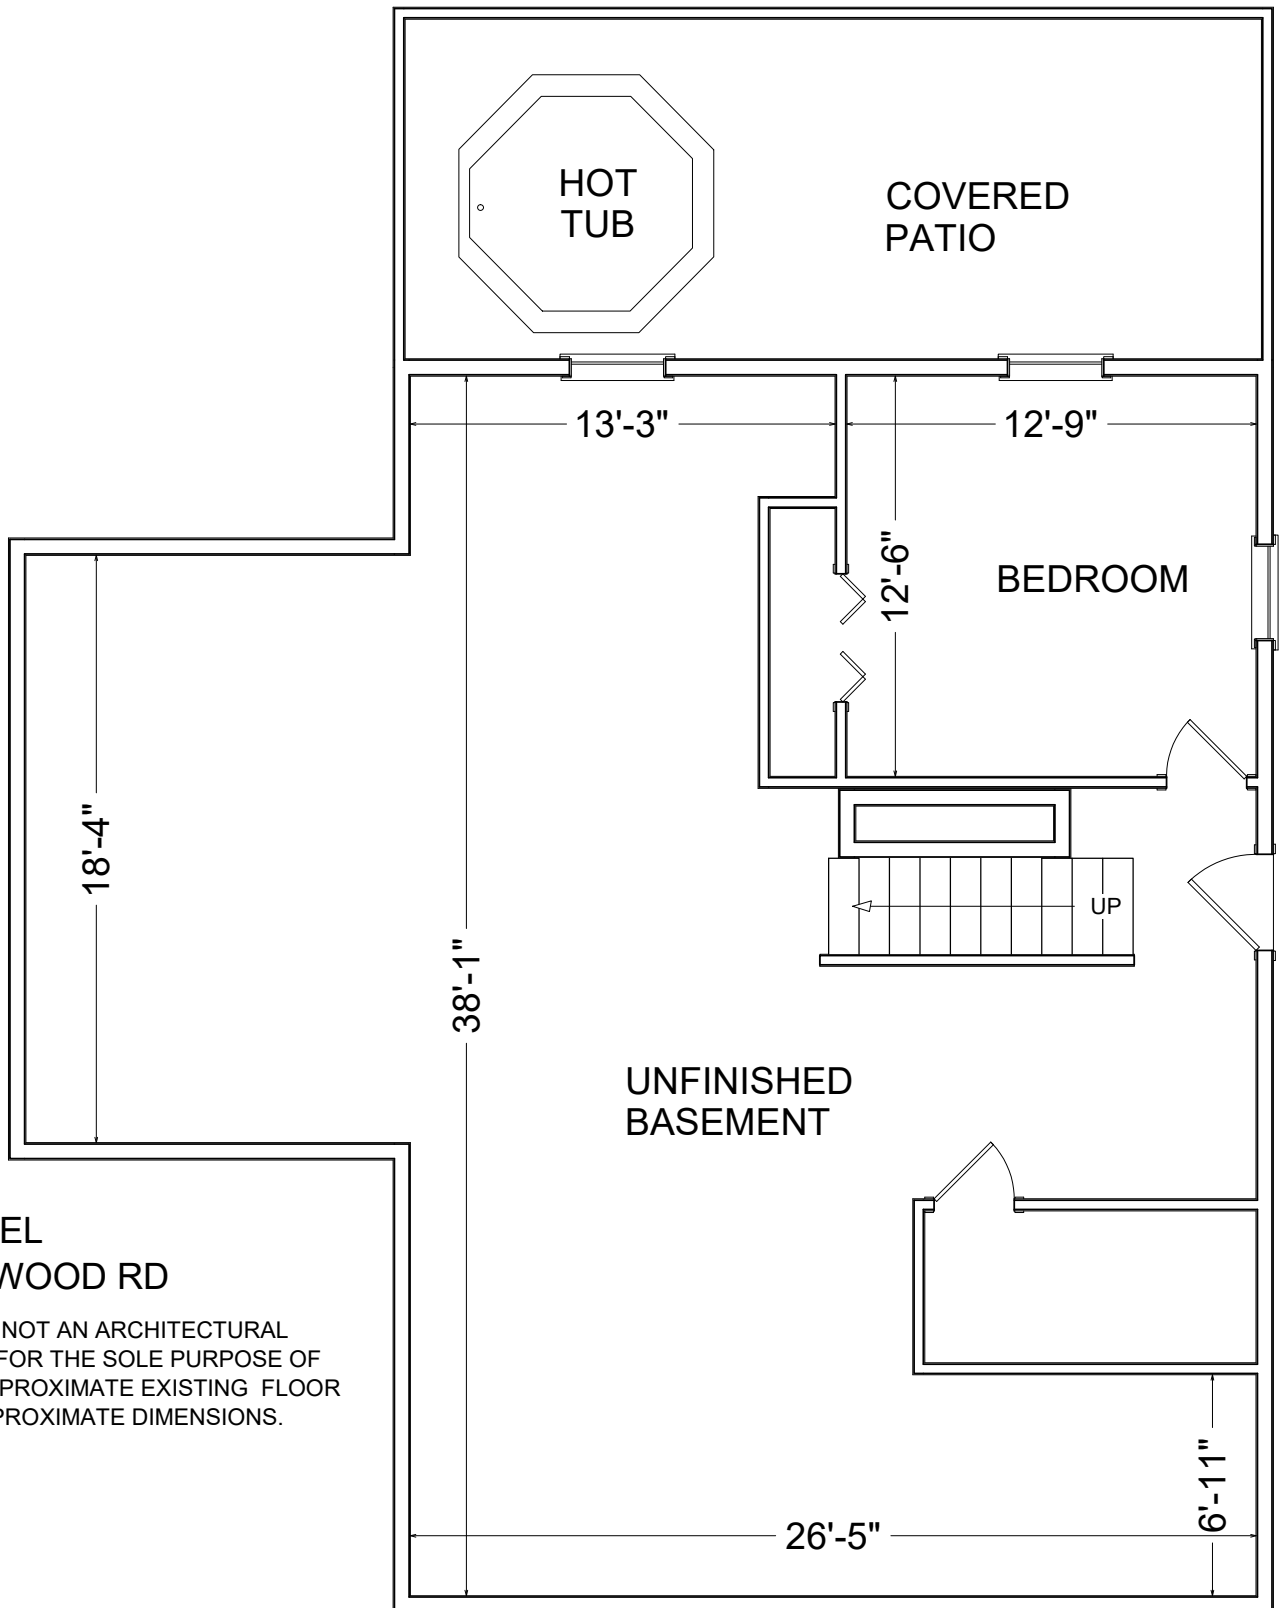 HOT
TUB
COVERED
PATIO
13'-3"
12'-9"
12'-6"
BEDROOM
18'-4"
UP
38'-1"
UNFINISHED
BASEMENT
EL
WOOD RD
NOT AN ARCHITECTURAL
FOR THE SOLE PURPOSE OF
PROXIMATE EXISTING FLOOR
PROXIMATE DIMENSIONS.
6'-11"
26'-5"